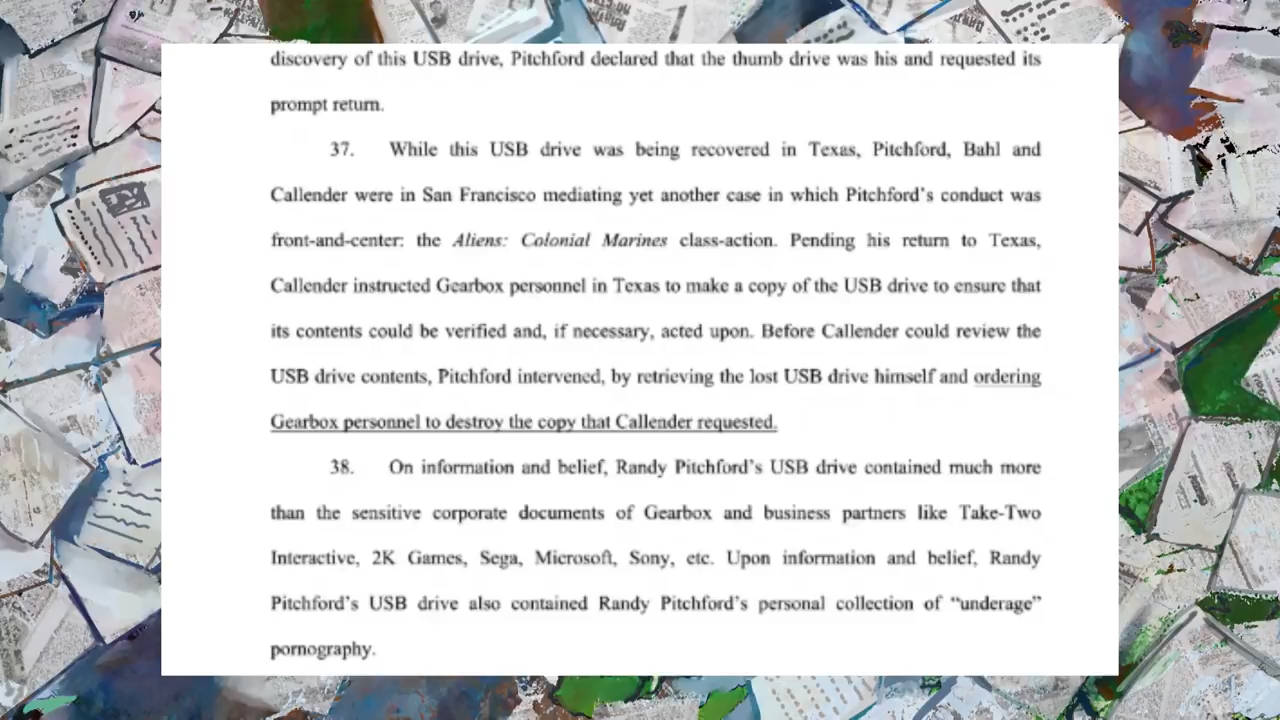 discovery of this USB drive, Pitchford declared that the thumb drive was his and requested its
prompt return.
37. While this USB drive was being recovered in Texas, Pitchford, Bahl and
Callender were in San Francisco mediating yet another case in which Pitchford's conduct was
front-and-center: the Aliens: Colonial Marines class-action. Pending his return to Texas,
Callender instructed Gearbox personnel in Texas to make a copy of the USB drive to ensure that
its contents could be verified and, if necessary, acted upon. Before Callender could review the
USB drive contents, Pitchford intervened, by retrieving the lost USB drive himself and ordering
Gearbox personnel to destroy the copy that Callender requested.
38. On information and belief, Randy Pitchford's USB drive contained much more
than the sensitive corporate documents of Gearbox and business partners like Take-Two
Interactive, 2K Games, Sega, Microsoft, Sony, etc. Upon information and belief, Randy
Pitchford's USB drive also contained Randy Pitchford's personal collection of "underage"
pornography.